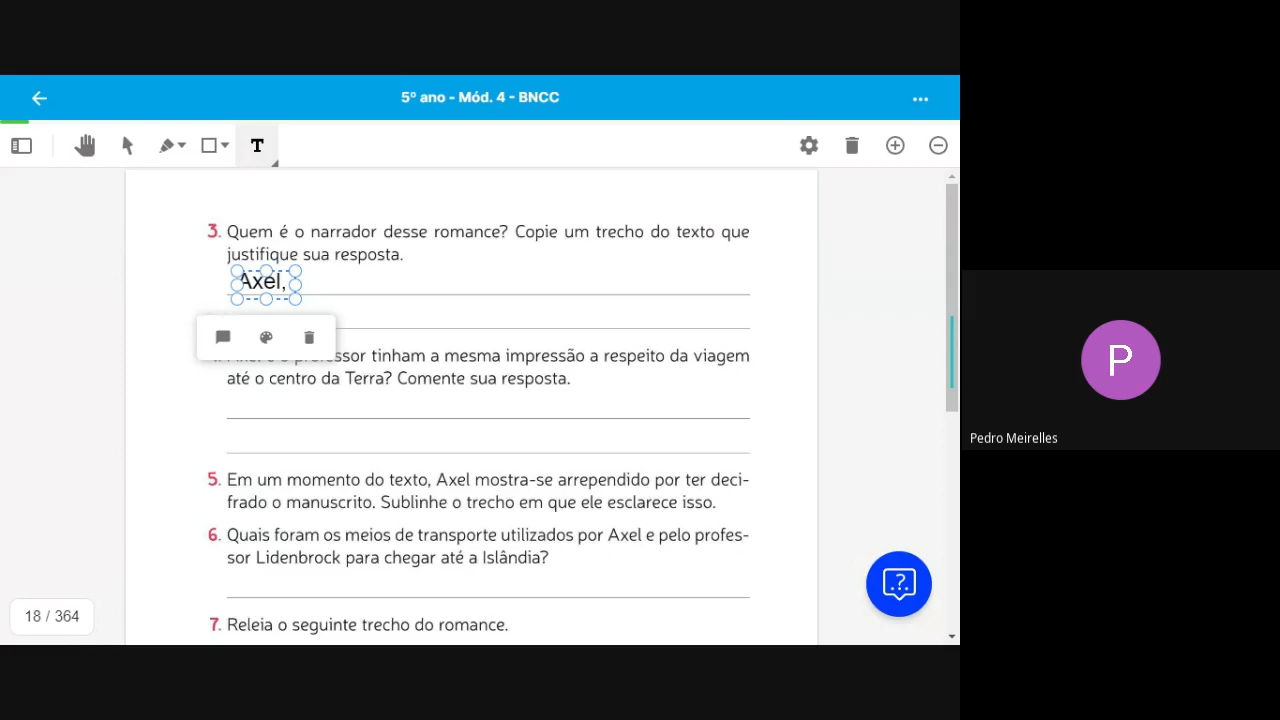 5º ano - Mód. 4 - BNCC
T
3. Quem é o narrador desse romance? Copie um trecho do texto que
justifique sua resposta.
Axel,
professor tinham a mesma impressão a respeito da viagem
até o centro da Terra? Comente sua resposta.
5. Em um momento do texto, Axel mostra-se arrependido por ter deci-
frado o manuscrito. Sublinhe o trecho em que ele esclarece isso.
6. Quais foram os meios de transporte utilizados por Axel e pelo profes-
sor Lidenbrock para chegar até a Islândia?
7. Releia o seguinte trecho do romance.
18 / 364
P
Pedro Meirelles